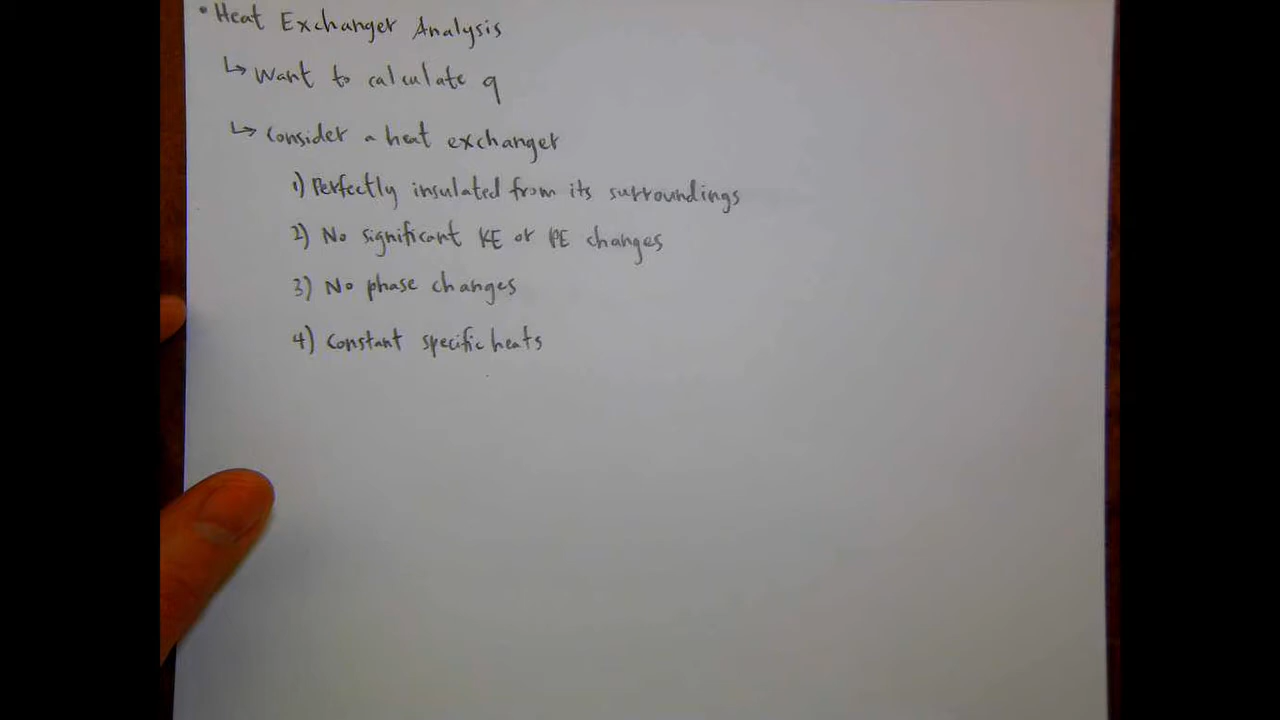 • Heat Exchanger Analysis
↳ Want to calculate q
↳ Consider a heat exchanger
1) Perfectly insulated from its surroundings
2) No significant KE or PE changes
3) No phase changes
4) Constant specific heats